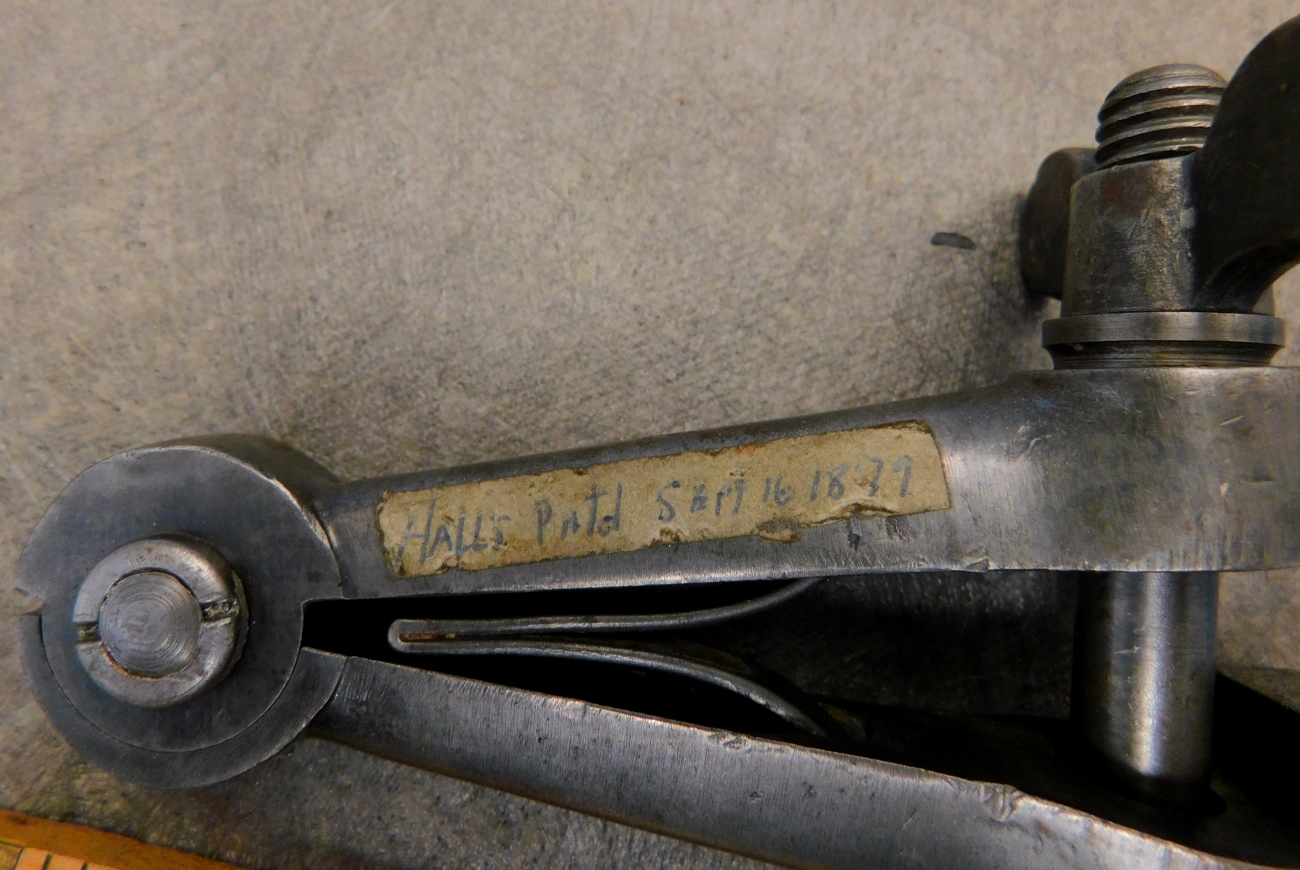 HALLS Patd SEPT 16 1879